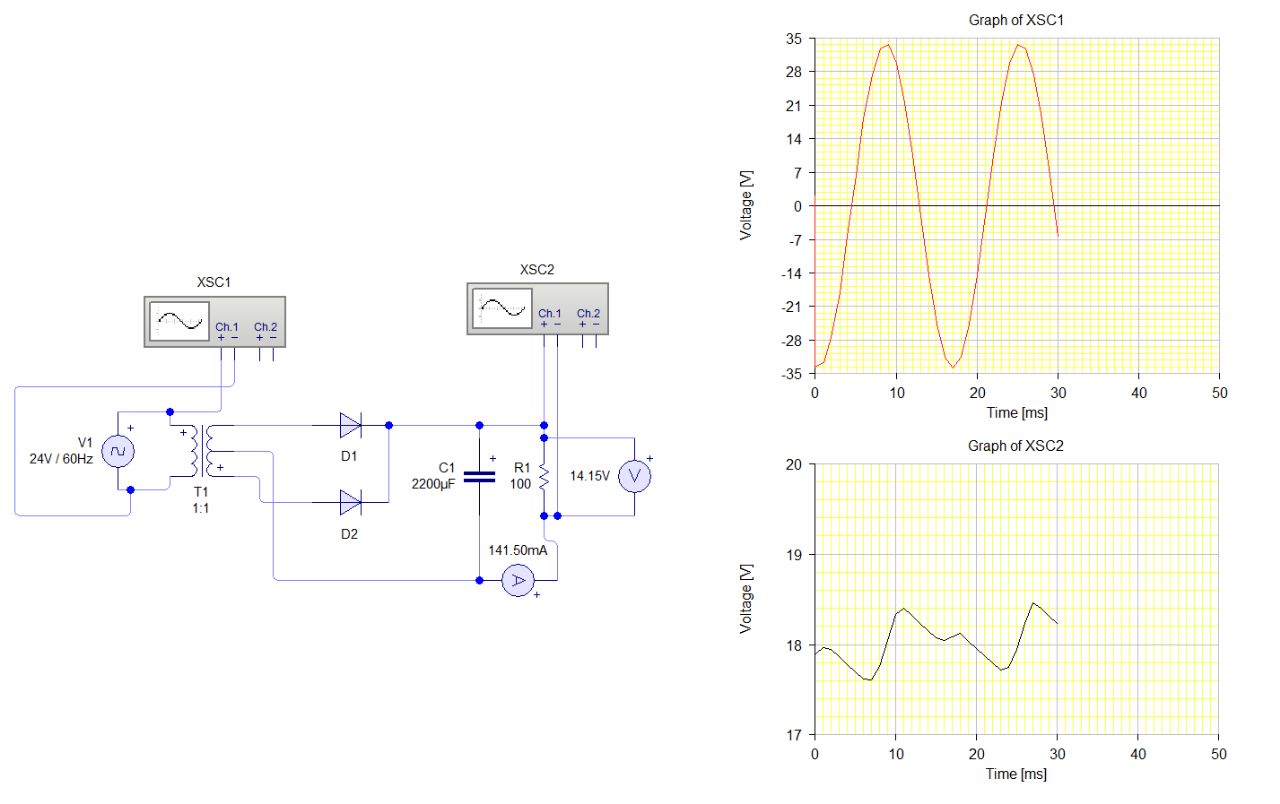 Graph of XSC1
35
28
21
14
7
0
-7
-14
-21
-28
-35
Voltage [V]
0 10 20 30 40 50
Time [ms]
XSC1
Ch.1 Ch.2
+ − + −
XSC2
Ch.1 Ch.2
+ − + −
V1
24V / 60Hz
+
+
+
T1
1:1
D1
D2
C1
2200µF
+
R1
100
14.15V
V
+
141.50mA
A
+
Graph of XSC2
20
19
18
17
Voltage [V]
0 10 20 30 40 50
Time [ms]